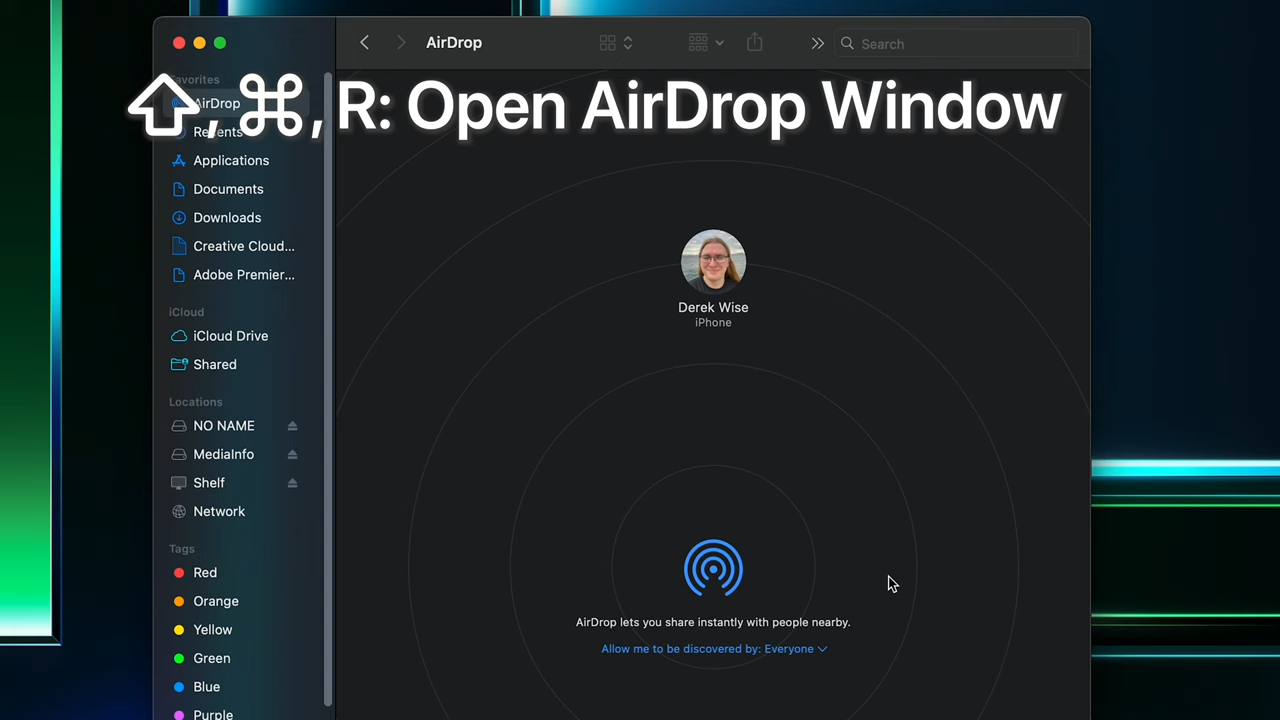 AirDrop
Search
⇧, ⌘, R: Open AirDrop Window
Favorites
AirDrop
Recents
Applications
Documents
Downloads
Creative Cloud...
Adobe Premier...
iCloud
iCloud Drive
Shared
Locations
NO NAME
MediaInfo
Shelf
Network
Tags
Red
Orange
Yellow
Green
Blue
Purple
Derek Wise
iPhone
AirDrop lets you share instantly with people nearby.
Allow me to be discovered by: Everyone